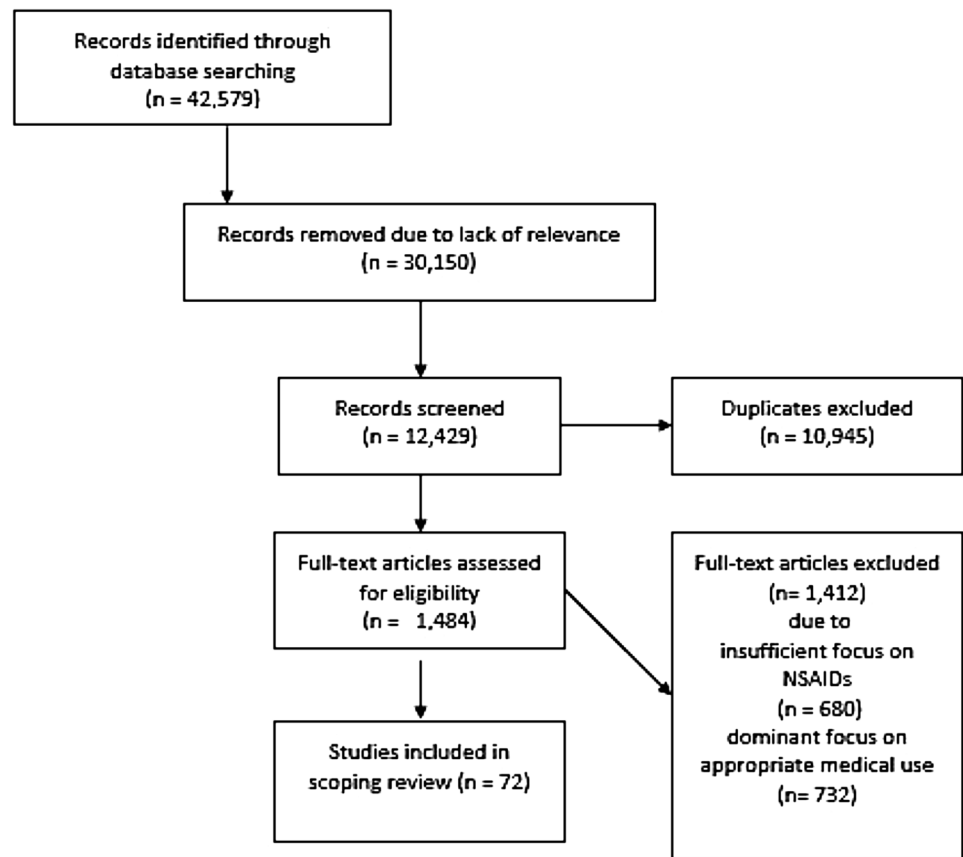 Records identified through
database searching
(n = 42,579)
Records removed due to lack of relevance
(n = 30,150)
Records screened
(n = 12,429)
Duplicates excluded
(n = 10,945)
Full-text articles assessed
for eligibility
(n = 1,484)
Full-text articles excluded
(n= 1,412)
due to
insufficient focus on
NSAIDs
(n = 680)
dominant focus on
appropriate medical use
(n= 732)
Studies included in
scoping review (n = 72)